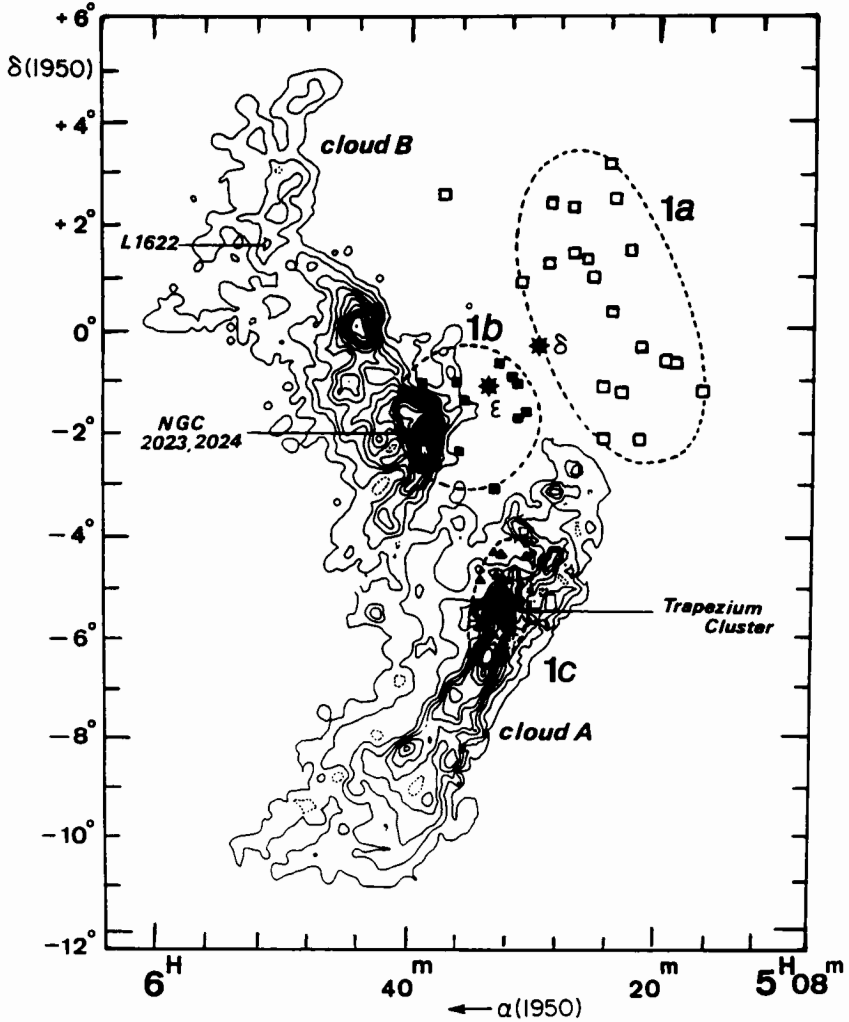 +6°
δ(1950)
+4°
cloud B
1a
+2°
L1622
0°
1b
δ
ε
-2°
NGC
2023,2024
-4°
Trapezium
Cluster
-6°
1c
-8°
cloud A
-10°
-12°
6H 40m 20m 5H08m
← α(1950)